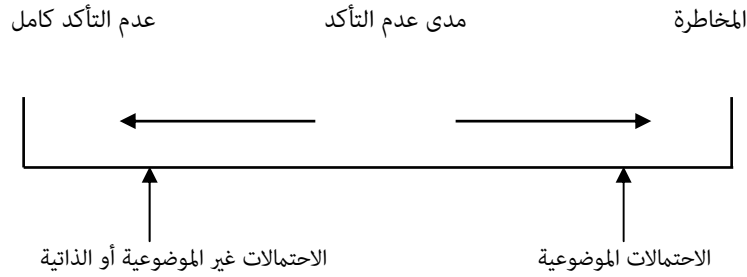 المخاطرة مدى عدم التأكد عدم التأكد كامل
الاحتمالات الموضوعية الاحتمالات غير الموضوعية أو الذاتية